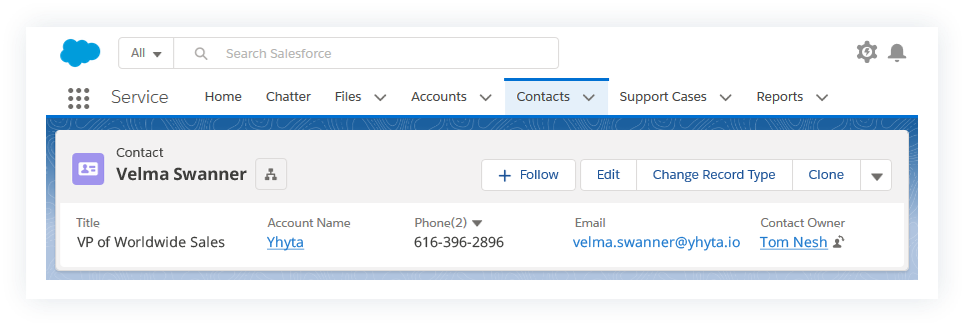 All Search Salesforce
Service Home Chatter Files Accounts Contacts Support Cases Reports
Contact
Velma Swanner
+ Follow Edit Change Record Type Clone
Title Account Name Phone(2) Email Contact Owner
VP of Worldwide Sales Yhyta 616-396-2896 velma.swanner@yhyta.io Tom Nesh